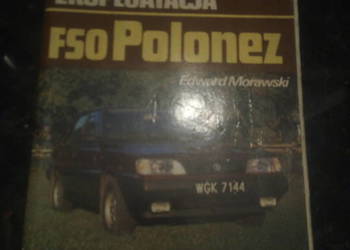 EKSPLOATACJA
FSO Polonez
Edward Morawski
WGK 7144